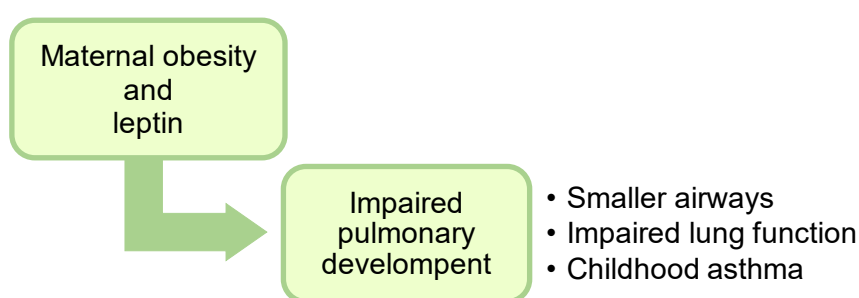 Maternal obesity
and
leptin
Impaired
pulmonary
develompent
• Smaller airways
• Impaired lung function
• Childhood asthma